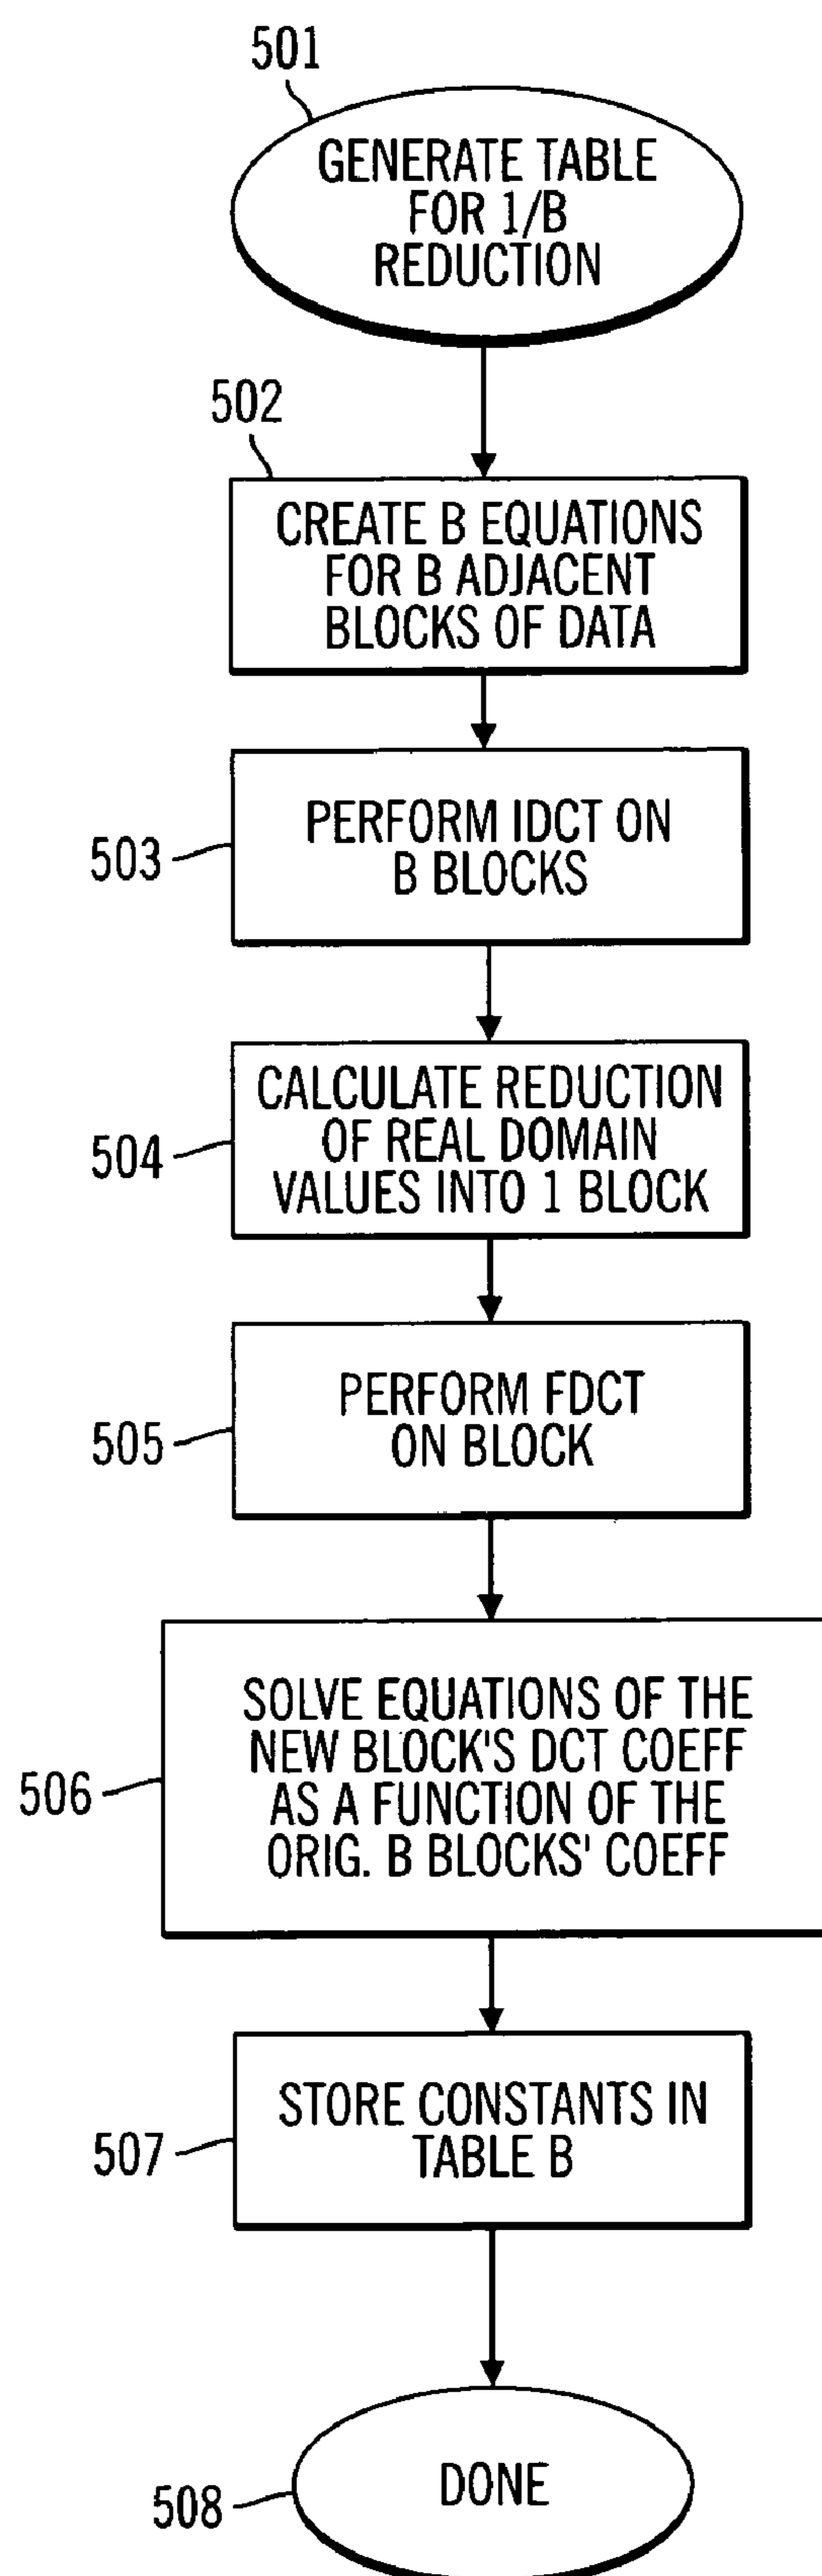 501
GENERATE TABLE
FOR 1/B
REDUCTION
502
CREATE B EQUATIONS
FOR B ADJACENT
BLOCKS OF DATA
503
PERFORM IDCT ON
B BLOCKS
504
CALCULATE REDUCTION
OF REAL DOMAIN
VALUES INTO 1 BLOCK
505
PERFORM FDCT
ON BLOCK
506
SOLVE EQUATIONS OF THE
NEW BLOCK'S DCT COEFF
AS A FUNCTION OF THE
ORIG. B BLOCKS' COEFF
507
STORE CONSTANTS IN
TABLE B
508
DONE